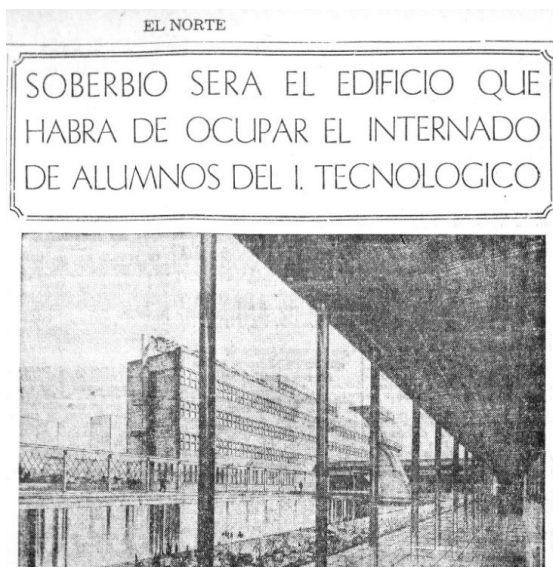 EL NORTE
SOBERBIO SERA EL EDIFICIO QUE
HABRA DE OCUPAR EL INTERNADO
DE ALUMNOS DEL I. TECNOLOGICO